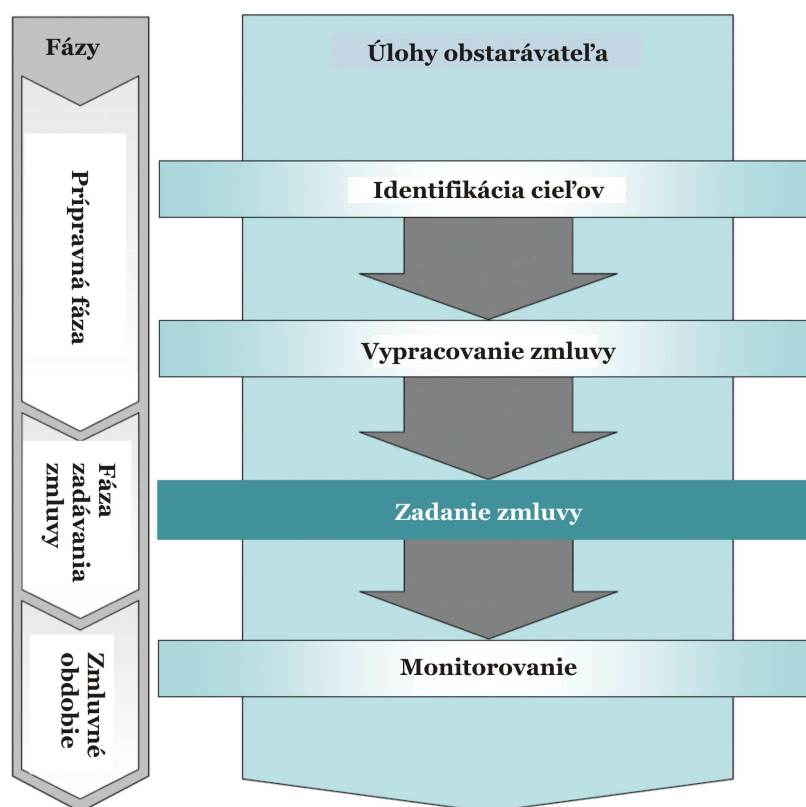 Fázy
Úlohy obstarávateľa
Prípravná fáza
Identifikácia cieľov
Vypracovanie zmluvy
Fáza
zadávania
zmluvy
Zadanie zmluvy
Zmluvné
obdobie
Monitorovanie